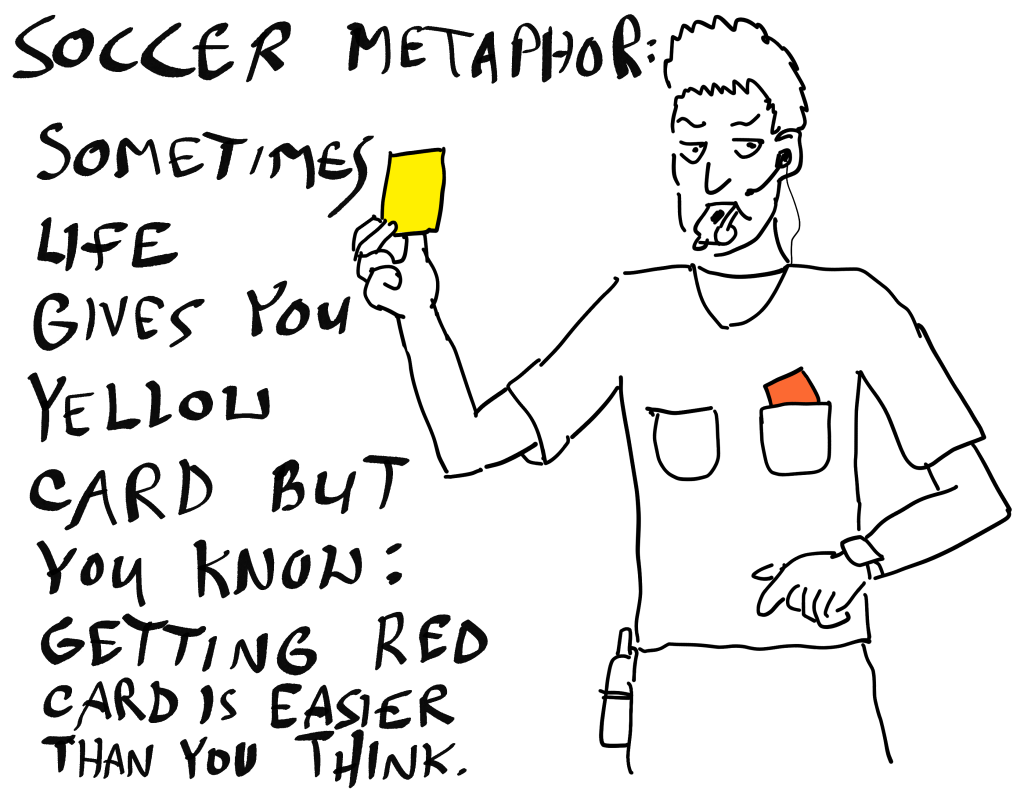 SOCCER METAPHOR:
SOMETIMES
LIFE
GIVES YOU
YELLOW
CARD BUT
YOU KNOW:
GETTING RED
CARD IS EASIER
THAN YOU THINK.